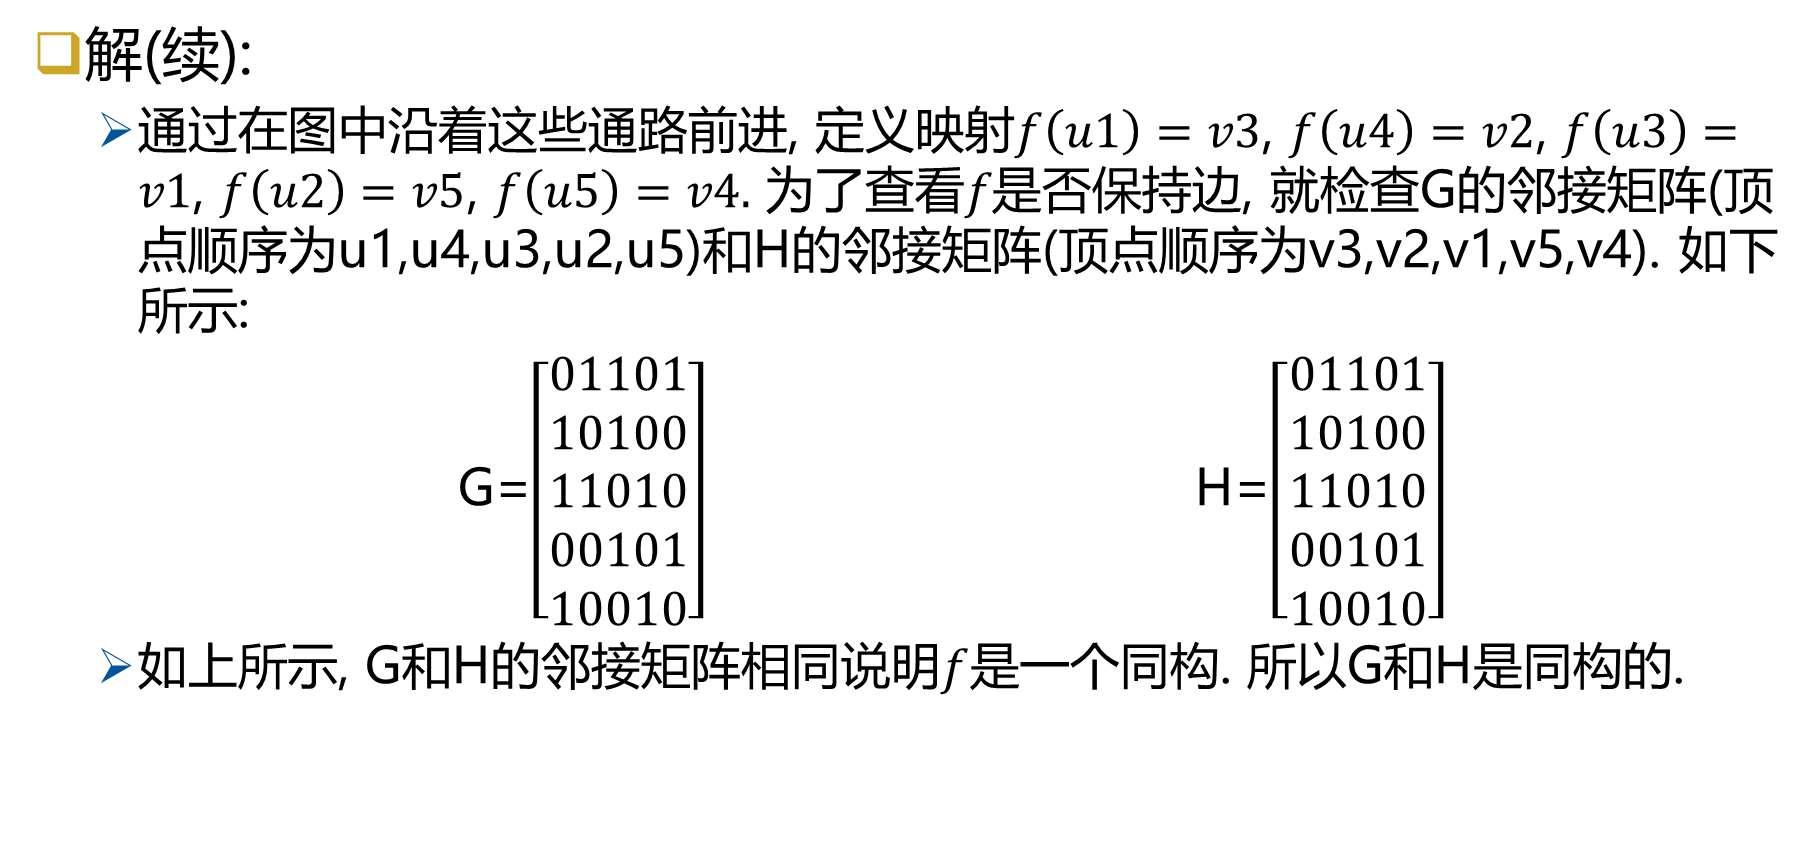 解(续):
通过在图中沿着这些通路前进, 定义映射f(u1) = v3, f(u4) = v2, f(u3) =
v1, f(u2) = v5, f(u5) = v4. 为了查看f是否保持边, 就检查G的邻接矩阵(顶
点顺序为u1,u4,u3,u2,u5)和H的邻接矩阵(顶点顺序为v3,v2,v1,v5,v4). 如下
所示:
01101 01101
10100 10100
G= 11010 H= 11010
00101 00101
10010 10010
如上所示, G和H的邻接矩阵相同说明f是一个同构. 所以G和H是同构的.